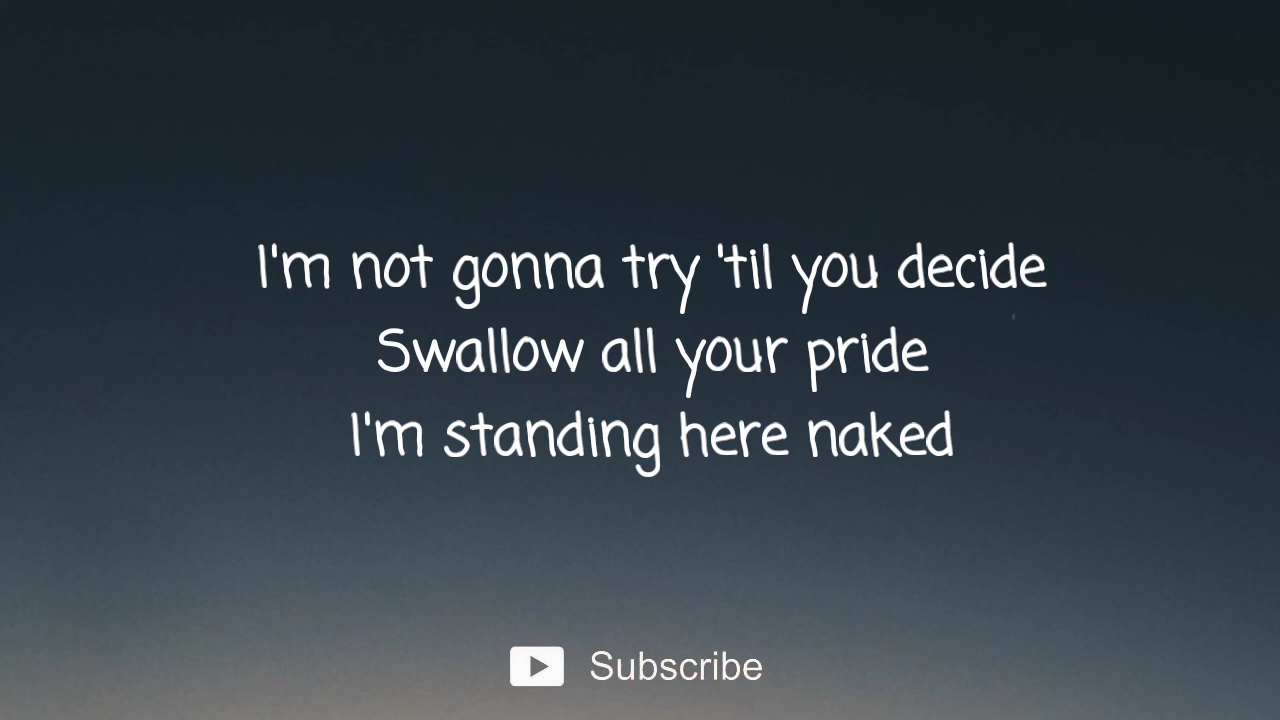 I'm not gonna try 'til you decide
Swallow all your pride
I'm standing here naked
Subscribe